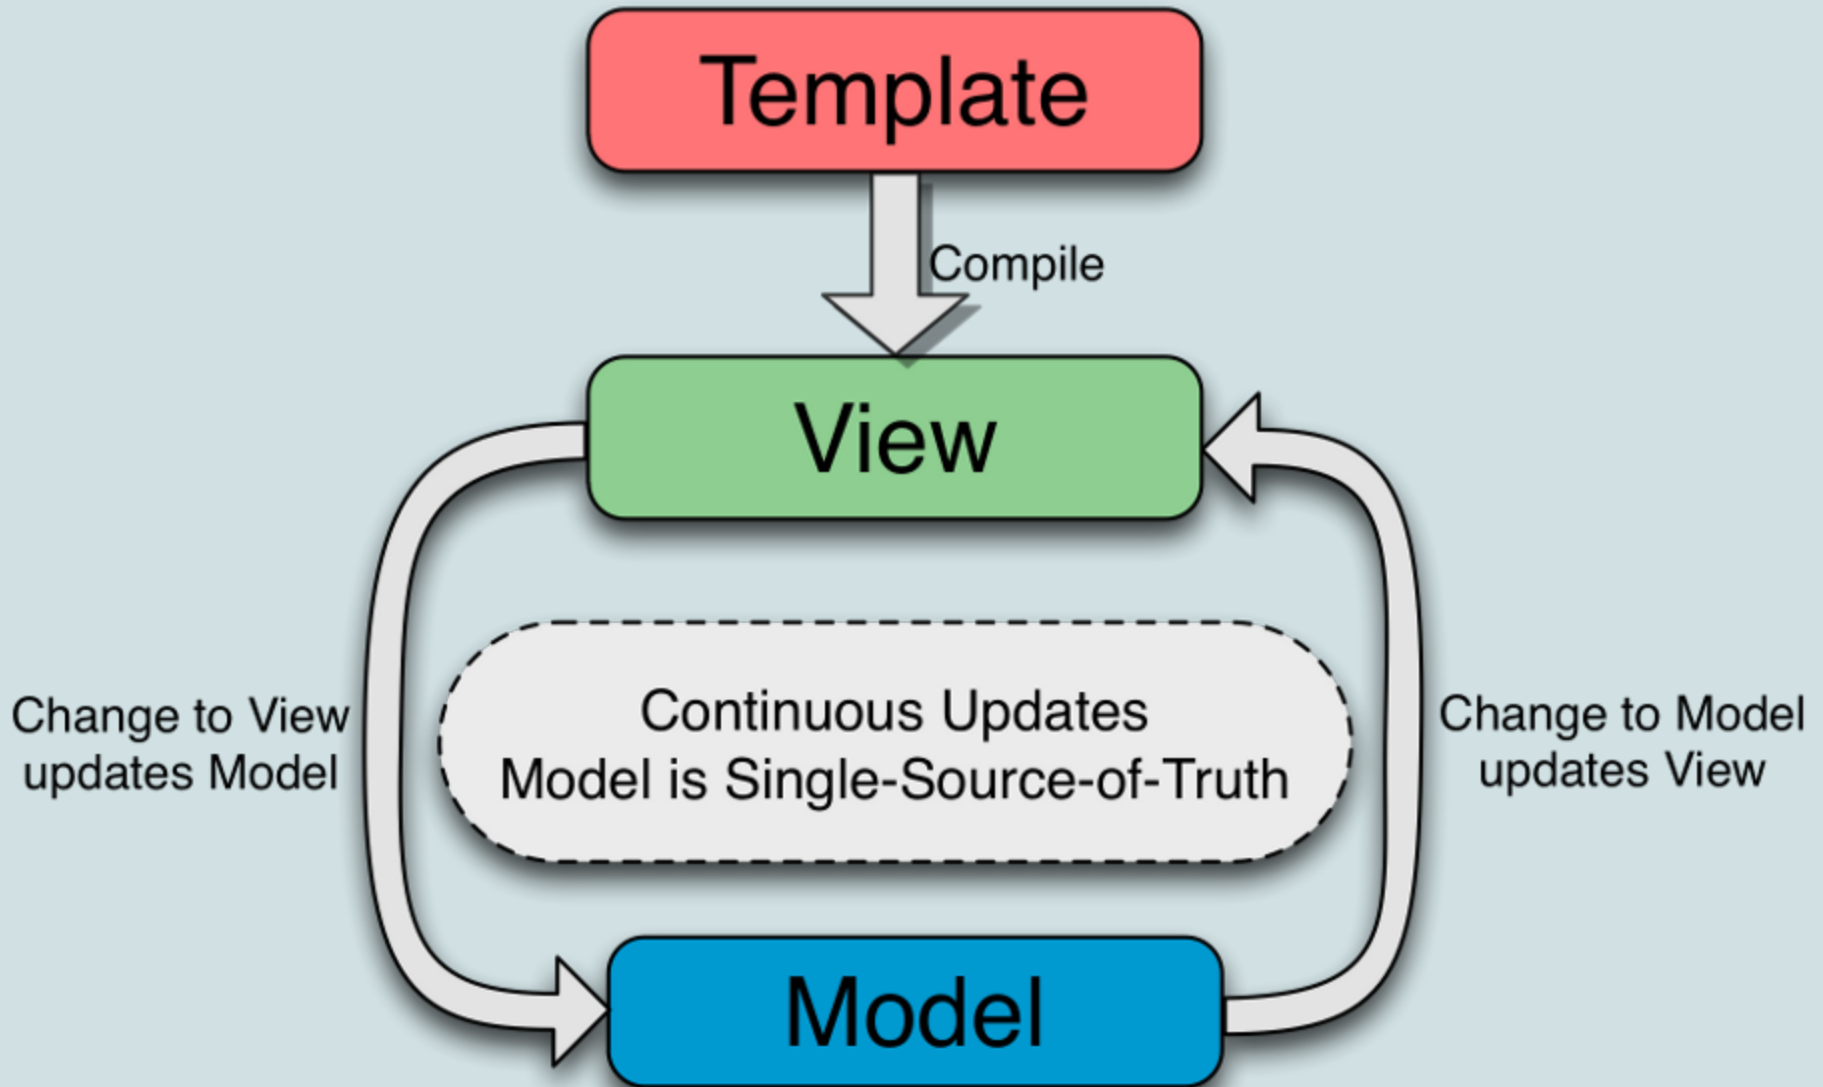 Template
Compile
View
Change to View
updates Model
Continuous Updates
Model is Single-Source-of-Truth
Change to Model
updates View
Model